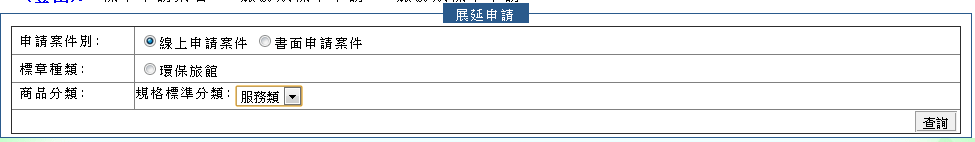 展延申請
申請案件別: 線上申請案件 書面申請案件
標章種類: 環保旅館
商品分類: 規格標準分類: 服務類
查詢